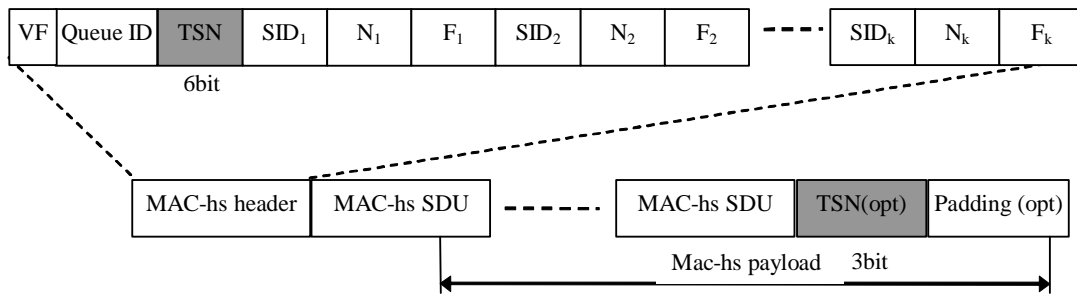 VF Queue ID TSN SID1 N1 F1 SID2 N2 F2 SIDk Nk Fk
6bit
MAC-hs header MAC-hs SDU MAC-hs SDU TSN(opt) Padding (opt)
Mac-hs payload 3bit